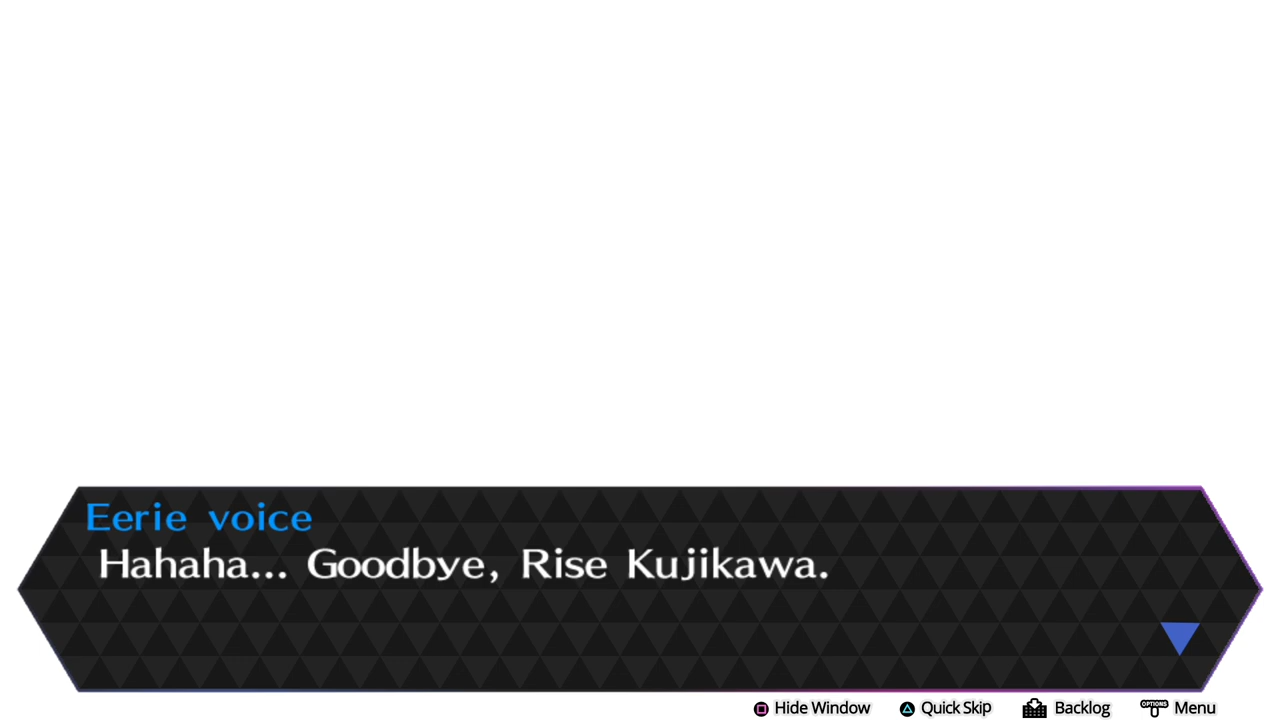 Eerie voice
Hahaha... Goodbye, Rise Kujikawa.
Hide Window Quick Skip Backlog OPTIONS Menu